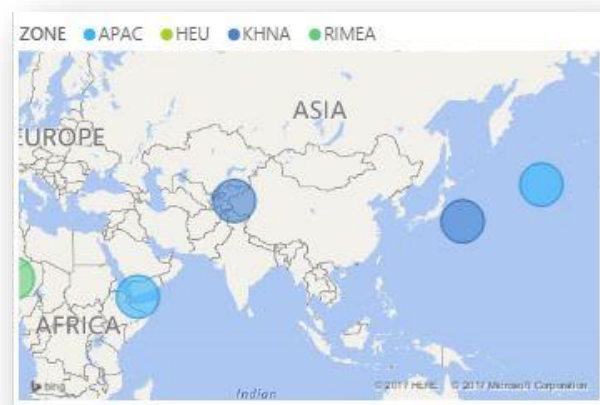 ZONE APAC HEU KHNA RIMEA
ASIA
EUROPE
AFRICA
Indian
bing
© 2017 HERE © 2017 Microsoft Corporation